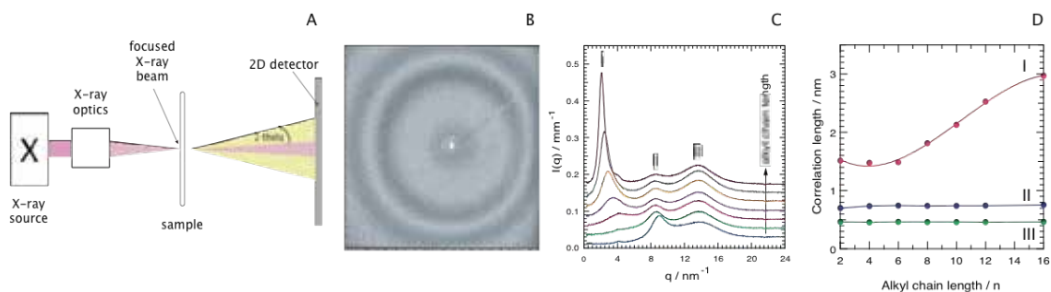 A
focused
X-ray
beam
X-ray
optics
2D detector
X
2 theta
X-ray
source
sample
B
C
I(q) / mm⁻¹
0.5
0.4
0.3
0.2
0.1
0.0
I
II
III
alkyl chain length
0 4 8 12 16 20 24
q / nm⁻¹
D
Correlation length / nm
3
2
1
0
I
II
III
2 4 6 8 10 12 14 16
Alkyl chain length / n